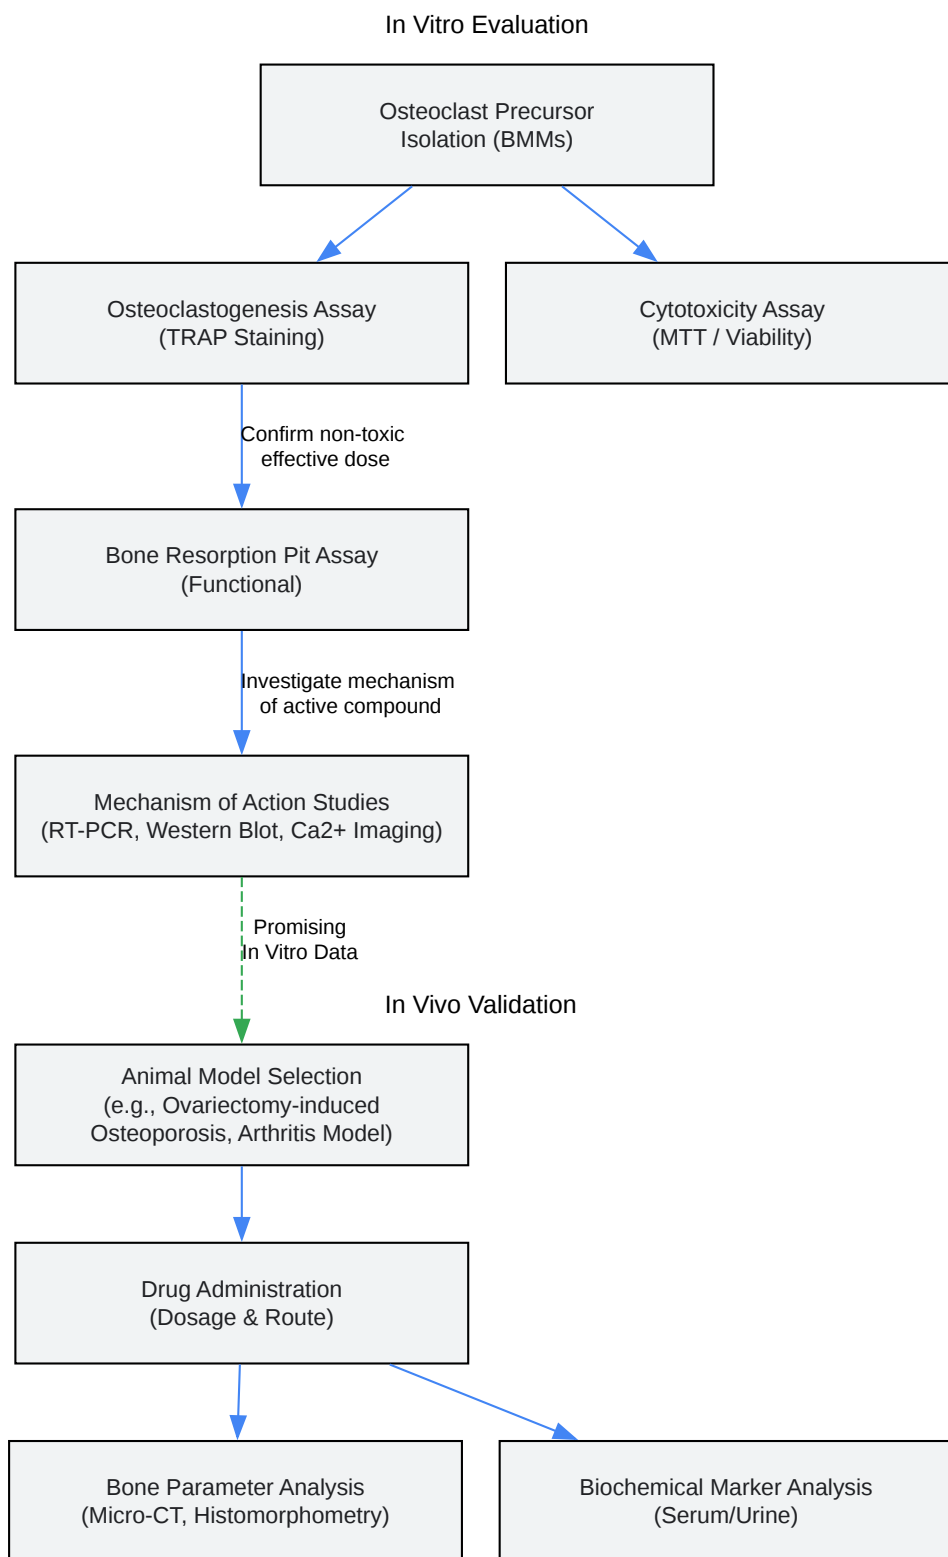 In Vitro Evaluation
Osteoclast Precursor
Isolation (BMMs)
Osteoclastogenesis Assay
(TRAP Staining)
Cytotoxicity Assay
(MTT / Viability)
Confirm non-toxic
effective dose
Bone Resorption Pit Assay
(Functional)
Investigate mechanism
of active compound
Mechanism of Action Studies
(RT-PCR, Western Blot, Ca2+ Imaging)
Promising
In Vitro Data
In Vivo Validation
Animal Model Selection
(e.g., Ovariectomy-induced
Osteoporosis, Arthritis Model)
Drug Administration
(Dosage & Route)
Bone Parameter Analysis
(Micro-CT, Histomorphometry)
Biochemical Marker Analysis
(Serum/Urine)